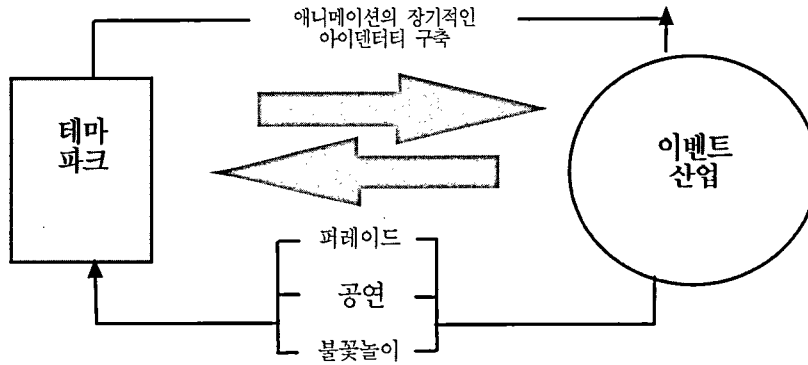 애니메이션의 장기적인
아이덴터티 구축
테마
파크
이벤트
산업
퍼레이드
공연
불꽃놀이